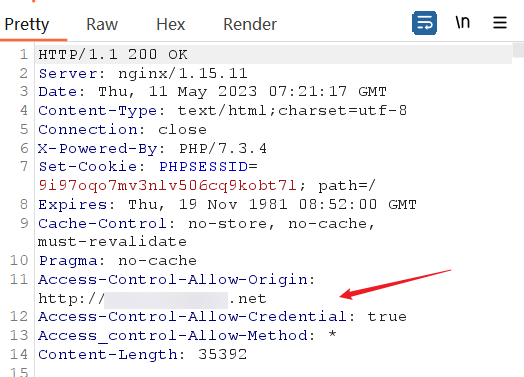 Pretty Raw Hex Render \n
1 HTTP/1.1 200 OK
2 Server: nginx/1.15.11
3 Date: Thu, 11 May 2023 07:21:17 GMT
4 Content-Type: text/html;charset=utf-8
5 Connection: close
6 X-Powered-By: PHP/7.3.4
7 Set-Cookie: PHPSESSID=
9i97oqo7mv3nlv506cq9kobt7l; path=/
8 Expires: Thu, 19 Nov 1981 08:52:00 GMT
9 Cache-Control: no-store, no-cache,
must-revalidate
10 Pragma: no-cache
11 Access-Control-Allow-Origin:
http:// .net
12 Access-Control-Allow-Credential: true
13 Access_control-Allow-Method: *
14 Content-Length: 35392